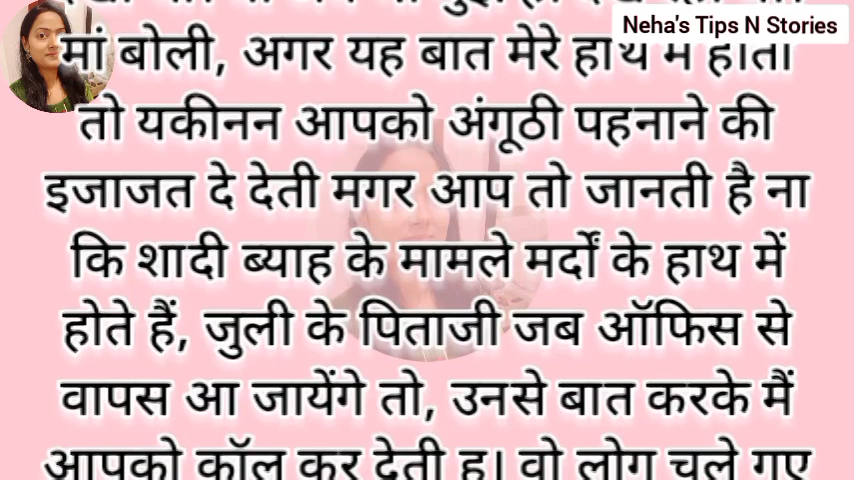 Neha's Tips N Stories
मां बोली, अगर यह बात मेरे हाथ में होती
तो यकीनन आपको अंगूठी पहनाने की
इजाजत दे देती मगर आप तो जानती है ना
कि शादी ब्याह के मामले मर्दों के हाथ में
होते हैं, जुली के पिताजी जब ऑफिस से
वापस आ जायेंगे तो, उनसे बात करके मैं
आपको कॉल कर देती हू। वो लोग चले गए